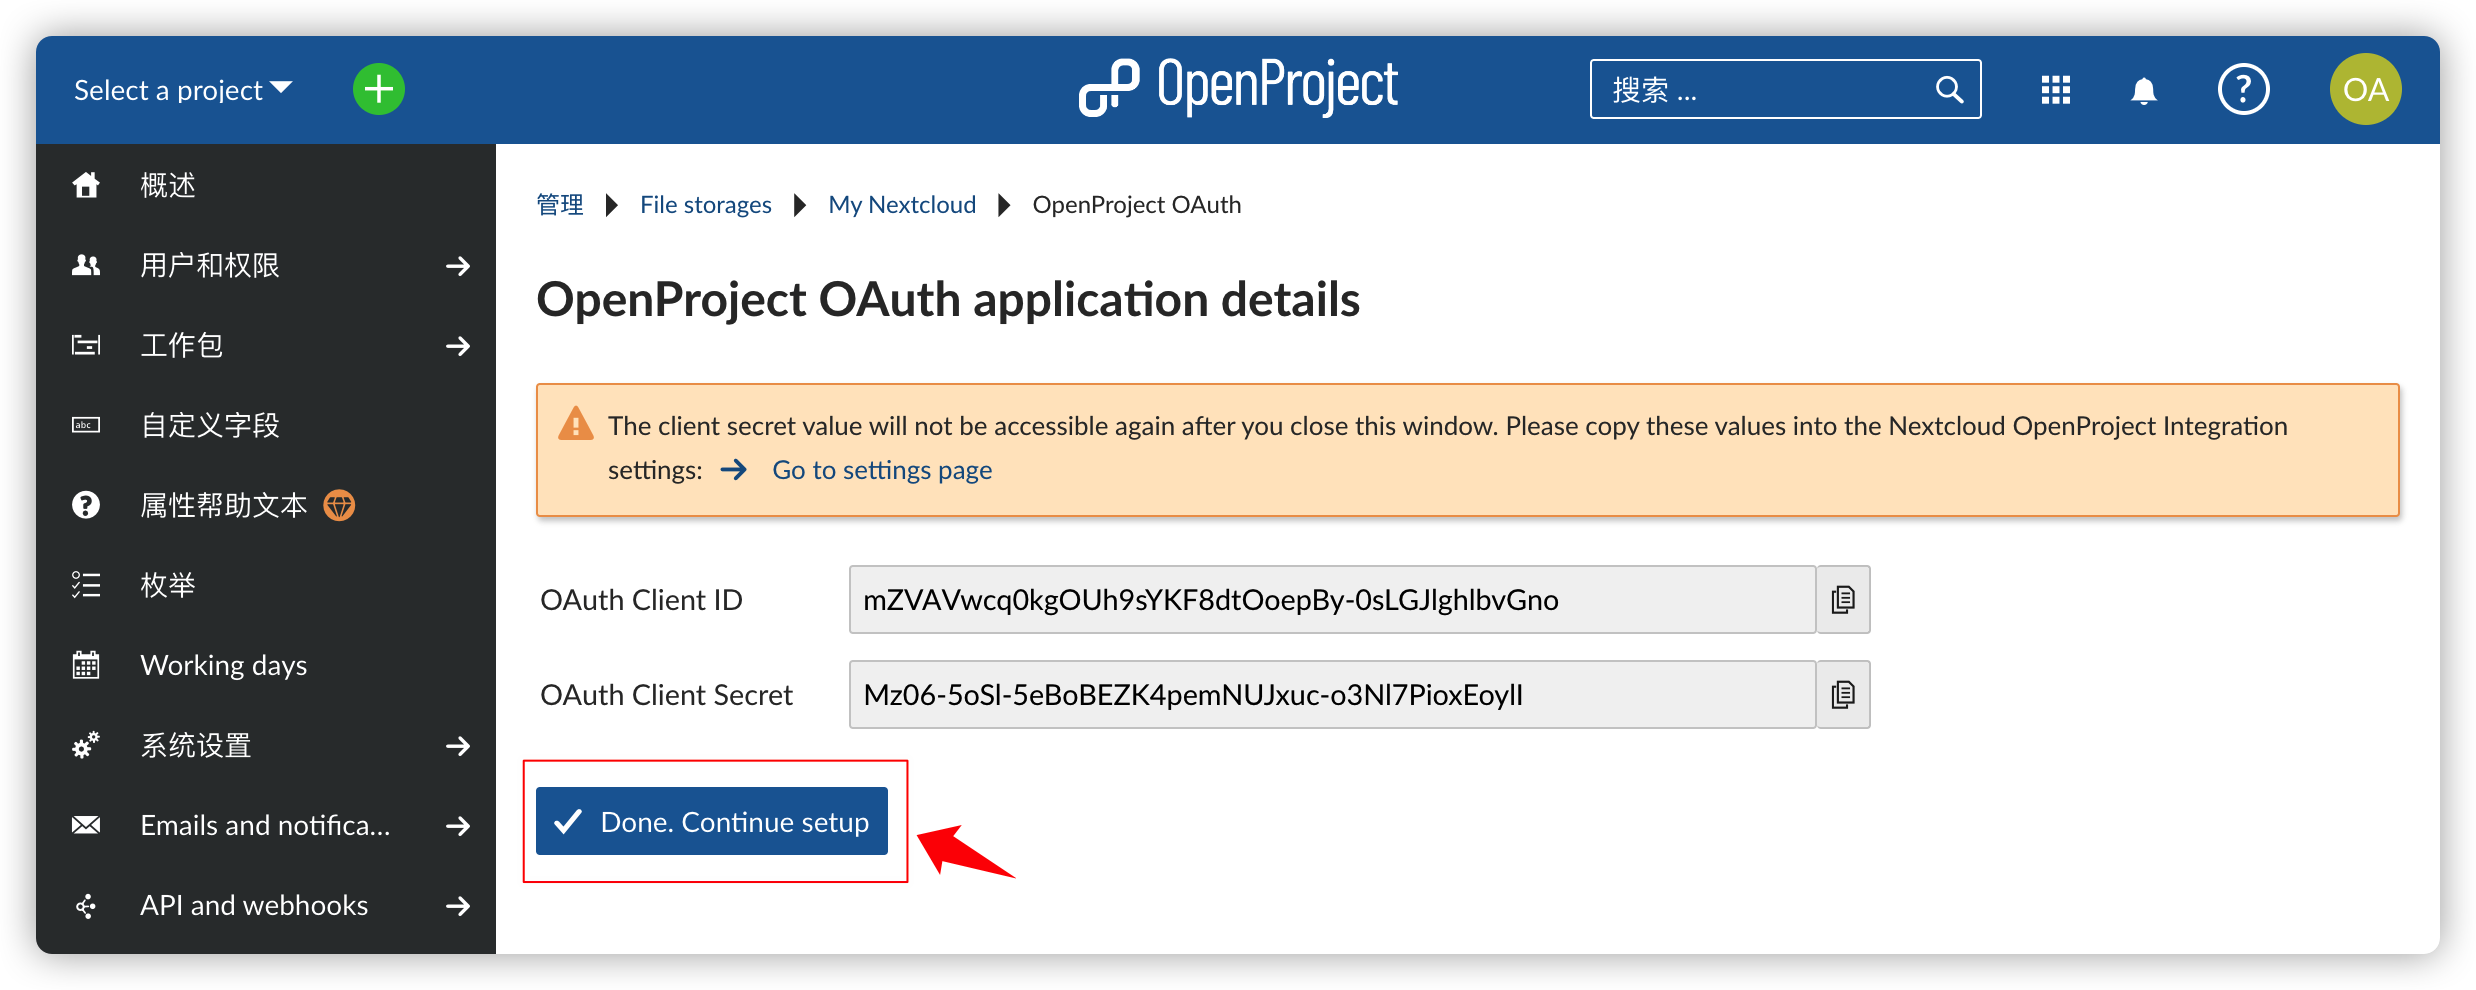 Select a project
OpenProject
搜索 ...
OA
概述
用户和权限
工作包
自定义字段
属性帮助文本
枚举
Working days
系统设置
Emails and notifica...
API and webhooks
管理 File storages My Nextcloud OpenProject OAuth
OpenProject OAuth application details
The client secret value will not be accessible again after you close this window. Please copy these values into the Nextcloud OpenProject Integration
settings: Go to settings page
OAuth Client ID mZVAVwcq0kgOUh9sYKF8dtOoepBy-0sLGJlghlbvGno
OAuth Client Secret Mz06-5oSl-5eBoBEZK4pemNUJxuc-o3Nl7PioxEoylI
Done. Continue setup